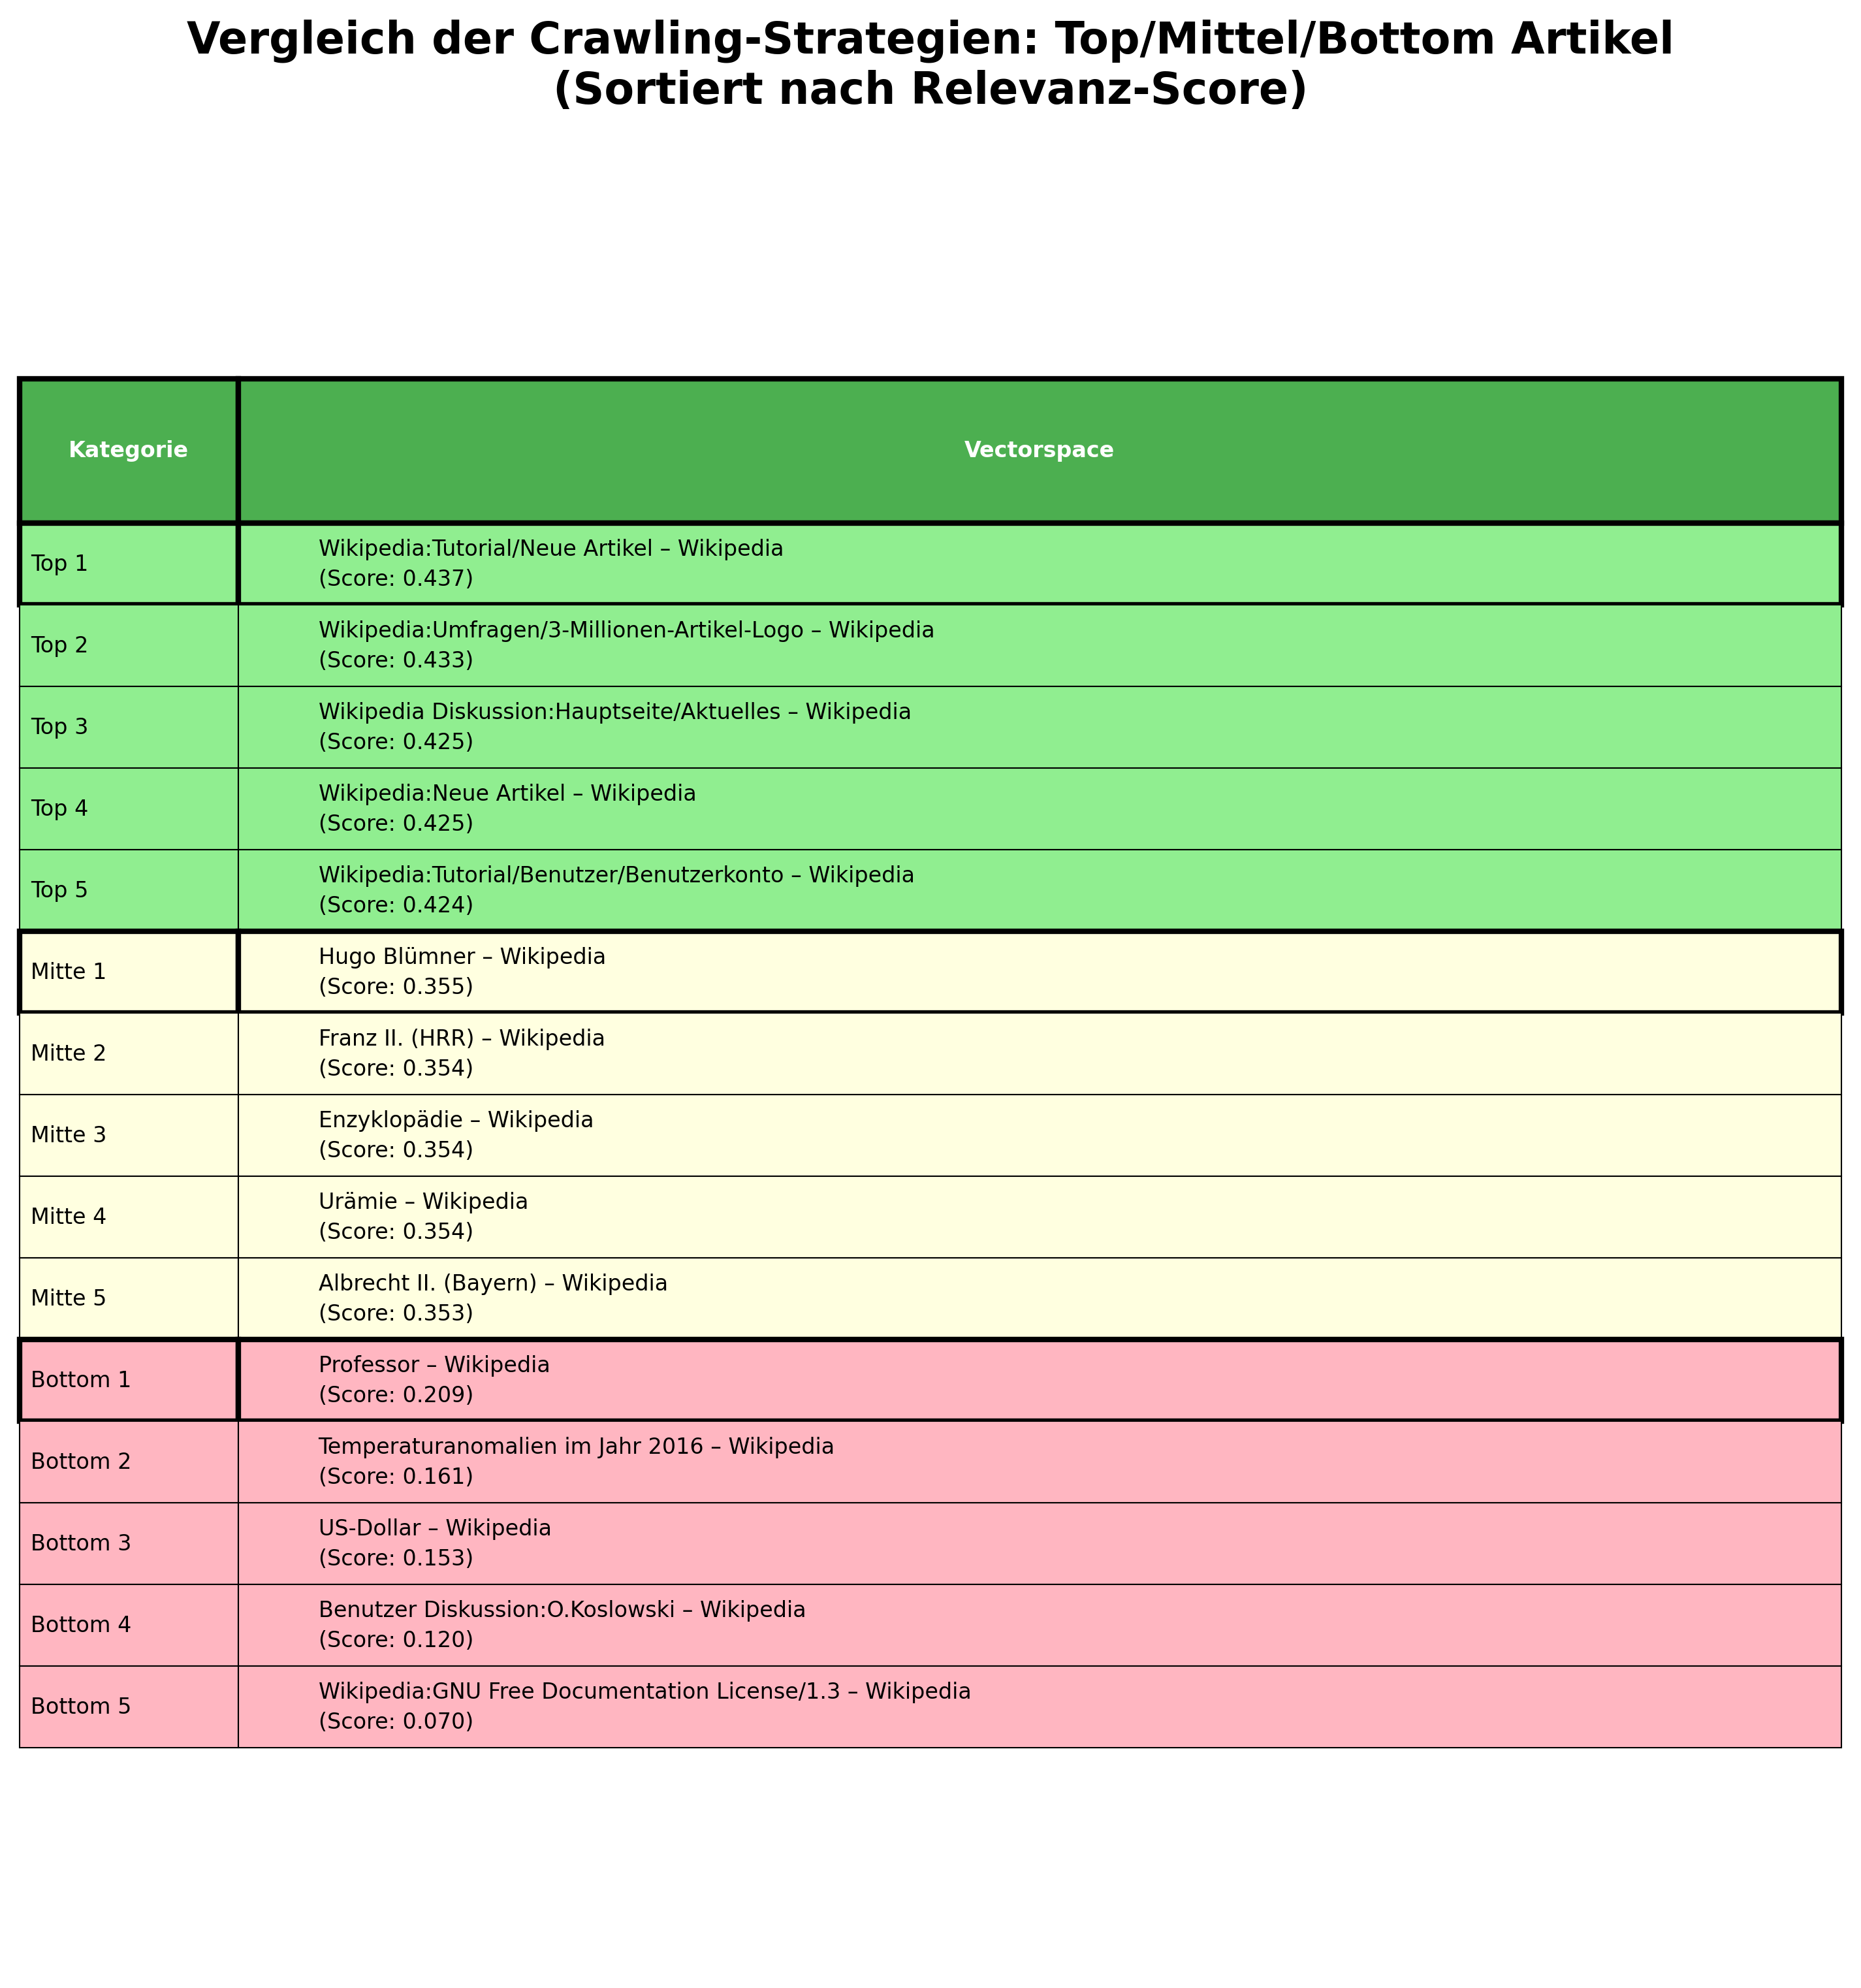 Vergleich der Crawling-Strategien: Top/Mittel/Bottom Artikel
(Sortiert nach Relevanz-Score)
Kategorie Vectorspace
Top 1
Wikipedia:Tutorial/Neue Artikel – Wikipedia
(Score: 0.437)
Top 2
Wikipedia:Umfragen/3-Millionen-Artikel-Logo – Wikipedia
(Score: 0.433)
Top 3
Wikipedia Diskussion:Hauptseite/Aktuelles – Wikipedia
(Score: 0.425)
Top 4
Wikipedia:Neue Artikel – Wikipedia
(Score: 0.425)
Top 5
Wikipedia:Tutorial/Benutzer/Benutzerkonto – Wikipedia
(Score: 0.424)
Mitte 1
Hugo Blümner – Wikipedia
(Score: 0.355)
Mitte 2
Franz II. (HRR) – Wikipedia
(Score: 0.354)
Mitte 3
Enzyklopädie – Wikipedia
(Score: 0.354)
Mitte 4
Urämie – Wikipedia
(Score: 0.354)
Mitte 5
Albrecht II. (Bayern) – Wikipedia
(Score: 0.353)
Bottom 1
Professor – Wikipedia
(Score: 0.209)
Bottom 2
Temperaturanomalien im Jahr 2016 – Wikipedia
(Score: 0.161)
Bottom 3
US-Dollar – Wikipedia
(Score: 0.153)
Bottom 4
Benutzer Diskussion:O.Koslowski – Wikipedia
(Score: 0.120)
Bottom 5
Wikipedia:GNU Free Documentation License/1.3 – Wikipedia
(Score: 0.070)